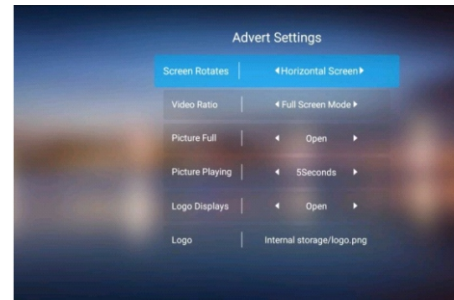 Advert Settings
Screen Rotates Horizontal Screen
Video Ratio Full Screen Mode
Picture Full Open
Picture Playing 5Seconds
Logo Displays Open
Logo Internal storage/logo.png